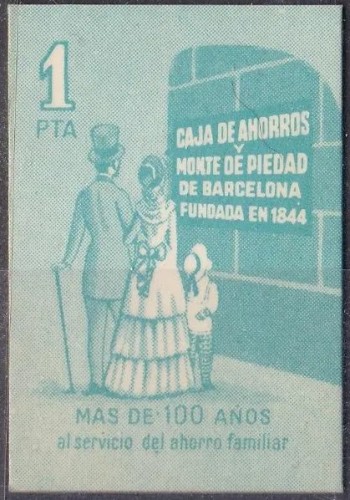 1
PTA
CAJA DE AHORROS
Y
MONTE DE PIEDAD
DE BARCELONA
FUNDADA EN 1844
MAS DE 100 AÑOS
al servicio del ahorro familiar